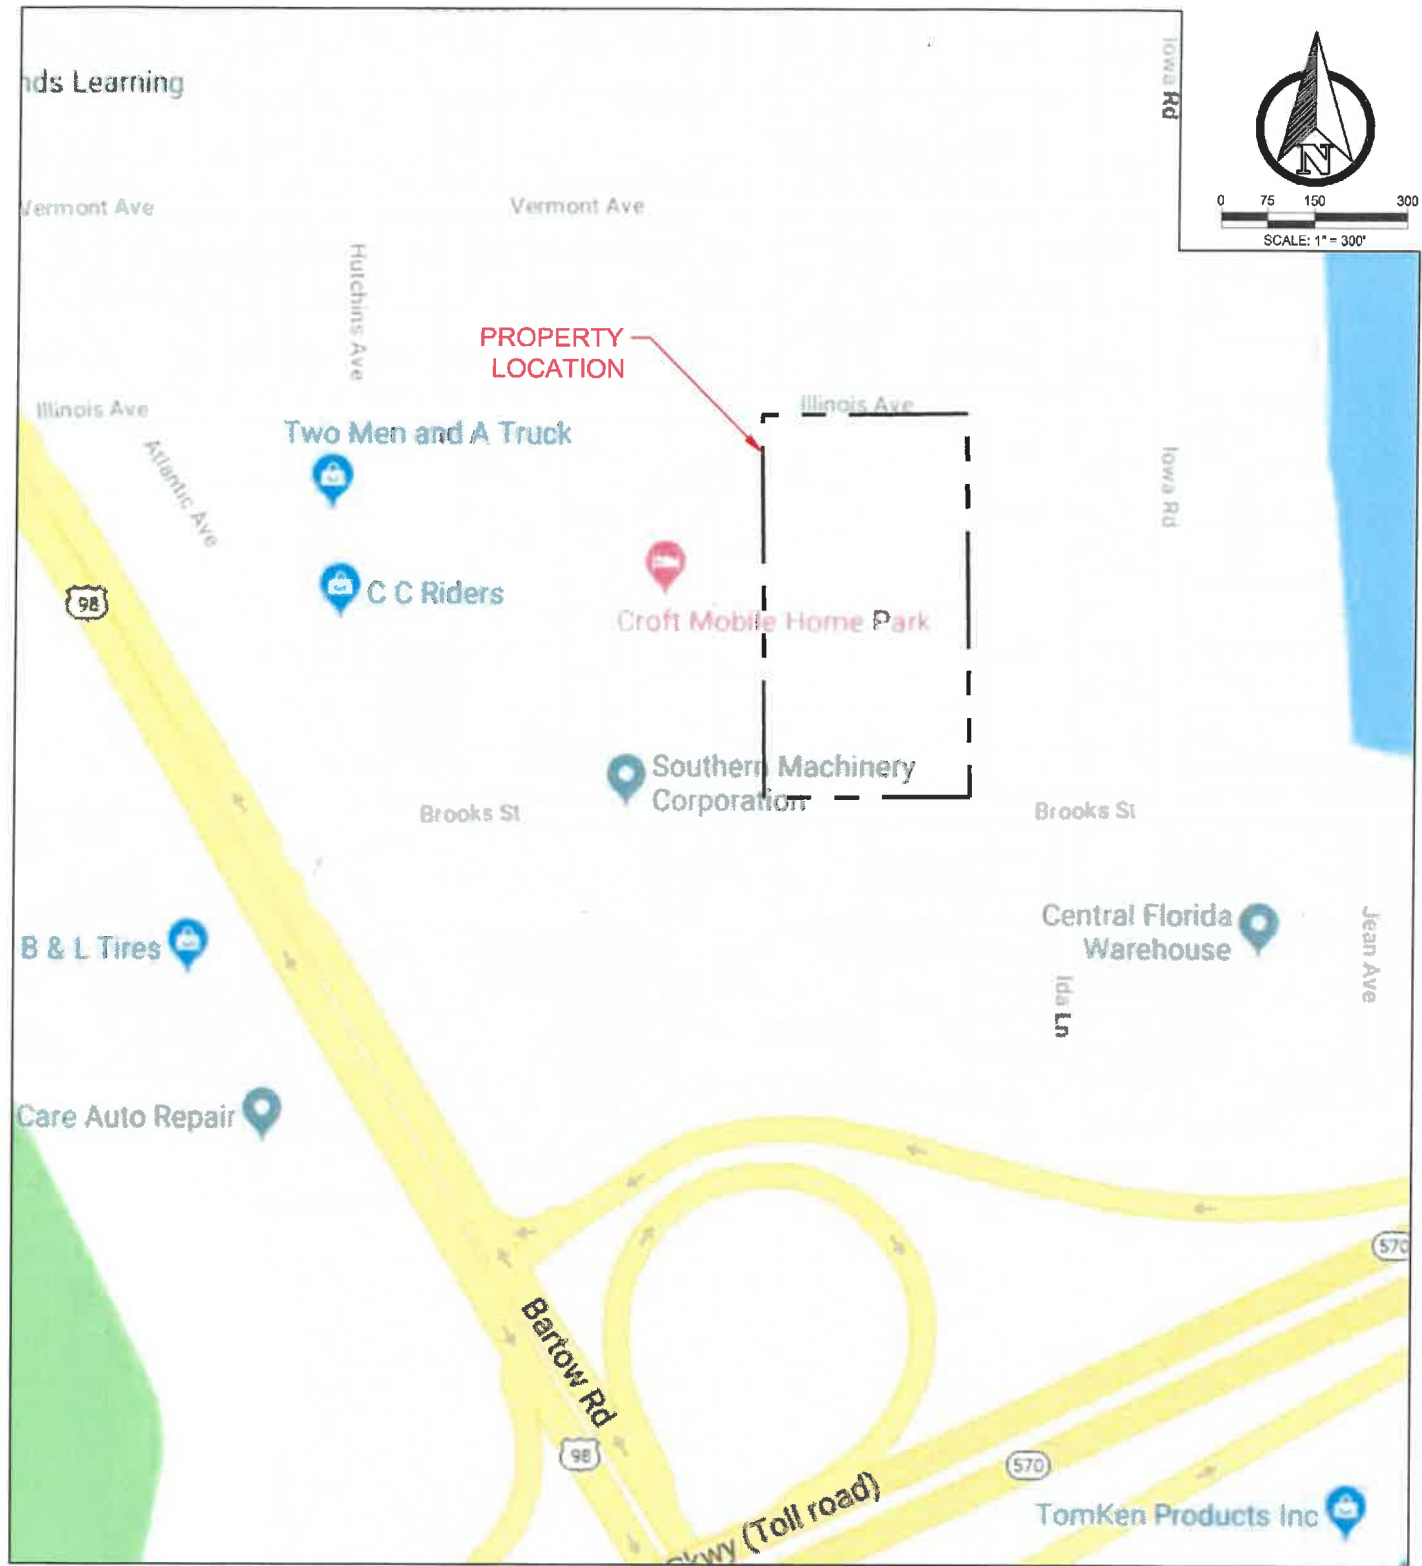 nds Learning
Iowa Rd
N
0 75 150 300
SCALE: 1" = 300'
Vermont Ave
Vermont Ave
Hutchins Ave
PROPERTY
LOCATION
Illinois Ave
Illinois Ave
Two Men and A Truck
Atlantic Ave
Iowa Rd
98
C C Riders
Croft Mobile Home Park
Southern Machinery
Corporation
Brooks St
Brooks St
B & L Tires
Central Florida
Warehouse
Jean Ave
Ida Ln
Care Auto Repair
570
Bartow Rd
98
570
Pkwy (Toll road)
TomKen Products Inc